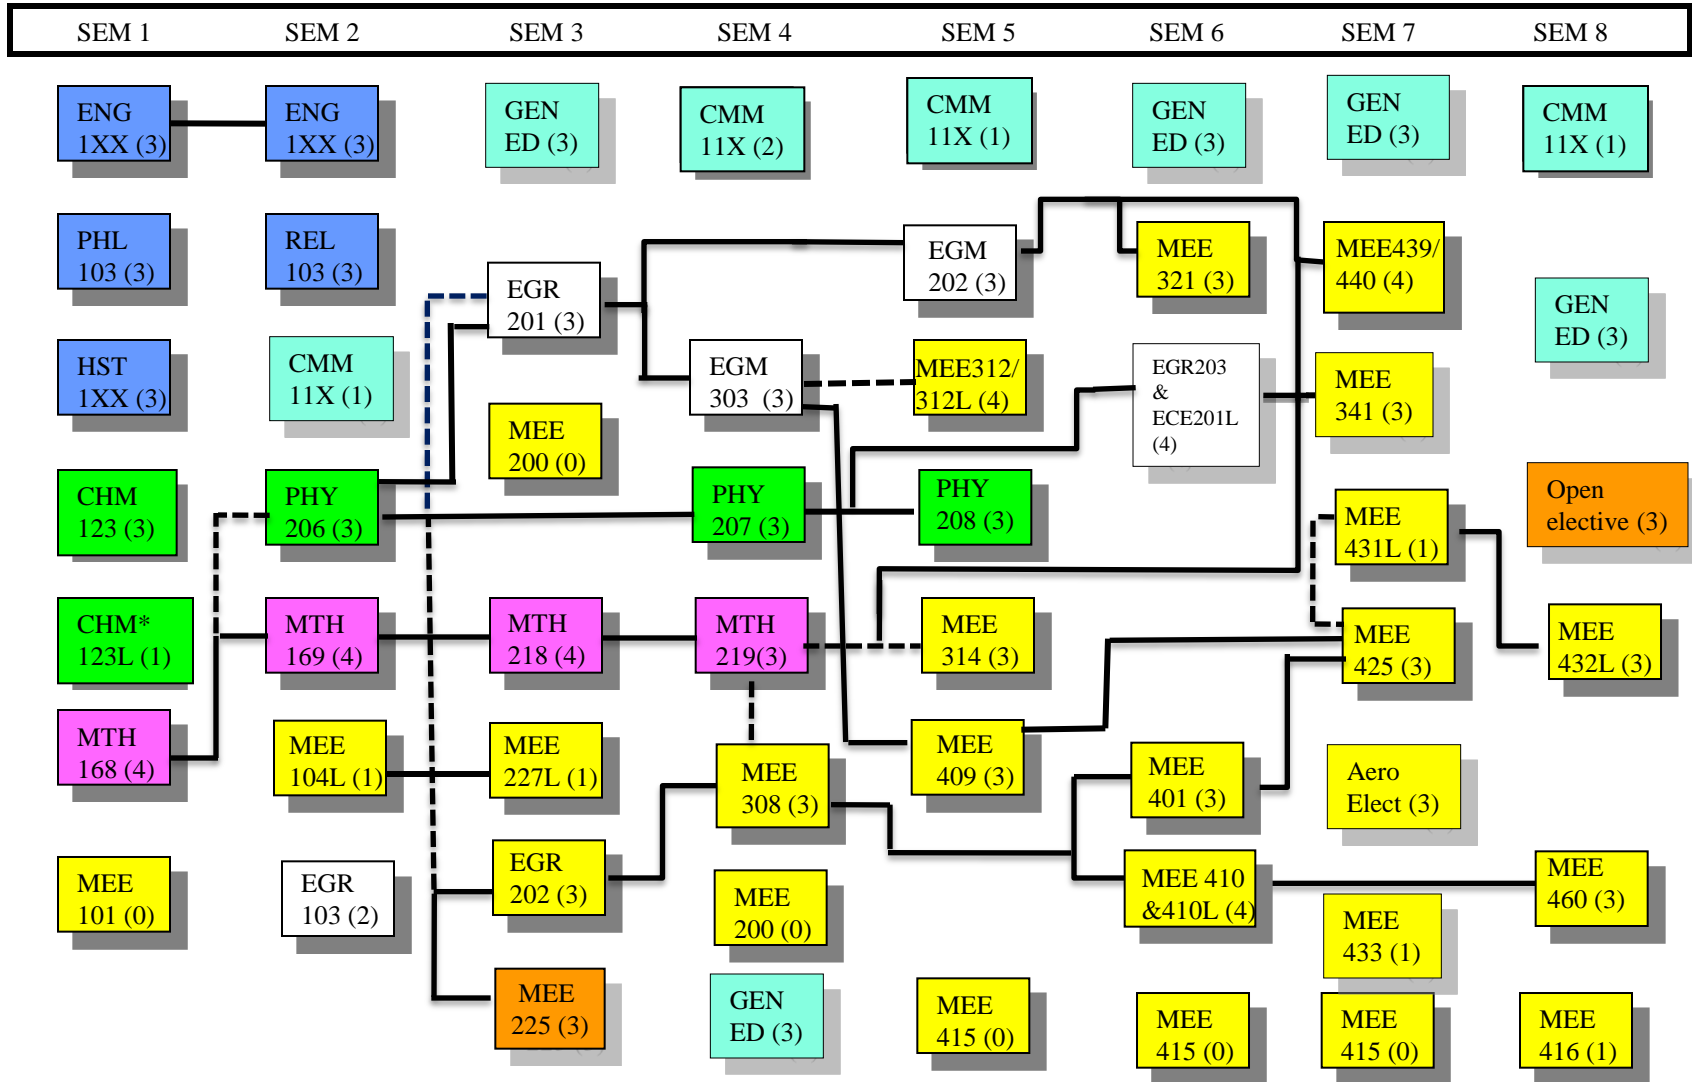 SEM 1
SEM 2
SEM 3
SEM 4
SEM 5
SEM 6
SEM 7
SEM 8
ENG
1XX (3)
PHL
103 (3)
HST
1XX (3)
CHM
123 (3)
CHM*
123L (1)
MTH
168 (4)
MEE
101 (0)
ENG
1XX (3)
REL
103 (3)
CMM
11X (1)
PHY
206 (3)
MTH
169 (4)
MEE
104L (1)
EGR
103 (2)
GEN
ED (3)
EGR
201 (3)
MEE
200 (0)
MTH
218 (4)
MEE
227L (1)
EGR
202 (3)
MEE
225 (3)
CMM
11X (2)
EGM
303 (3)
PHY
207 (3)
MTH
219(3)
MEE
308 (3)
MEE
200 (0)
GEN
ED (3)
CMM
11X (1)
EGM
202 (3)
MEE312/
312L (4)
PHY
208 (3)
MEE
314 (3)
MEE
409 (3)
MEE
415 (0)
GEN
ED (3)
MEE
321 (3)
EGR203
&
ECE201L
(4)
MEE
401 (3)
MEE 410
&410L (4)
MEE
415 (0)
GEN
ED (3)
MEE439/
440 (4)
MEE
341 (3)
MEE
431L (1)
MEE
425 (3)
Aero
Elect (3)
MEE
433 (1)
MEE
415 (0)
CMM
11X (1)
GEN
ED (3)
Open
elective (3)
MEE
432L (3)
MEE
460 (3)
MEE
416 (1)